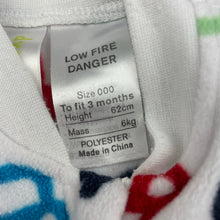 LOW FIRE
DANGER
Size 000
To fit 3 months
Height 62cm
Mass 6kg
POLYESTER
Made in China